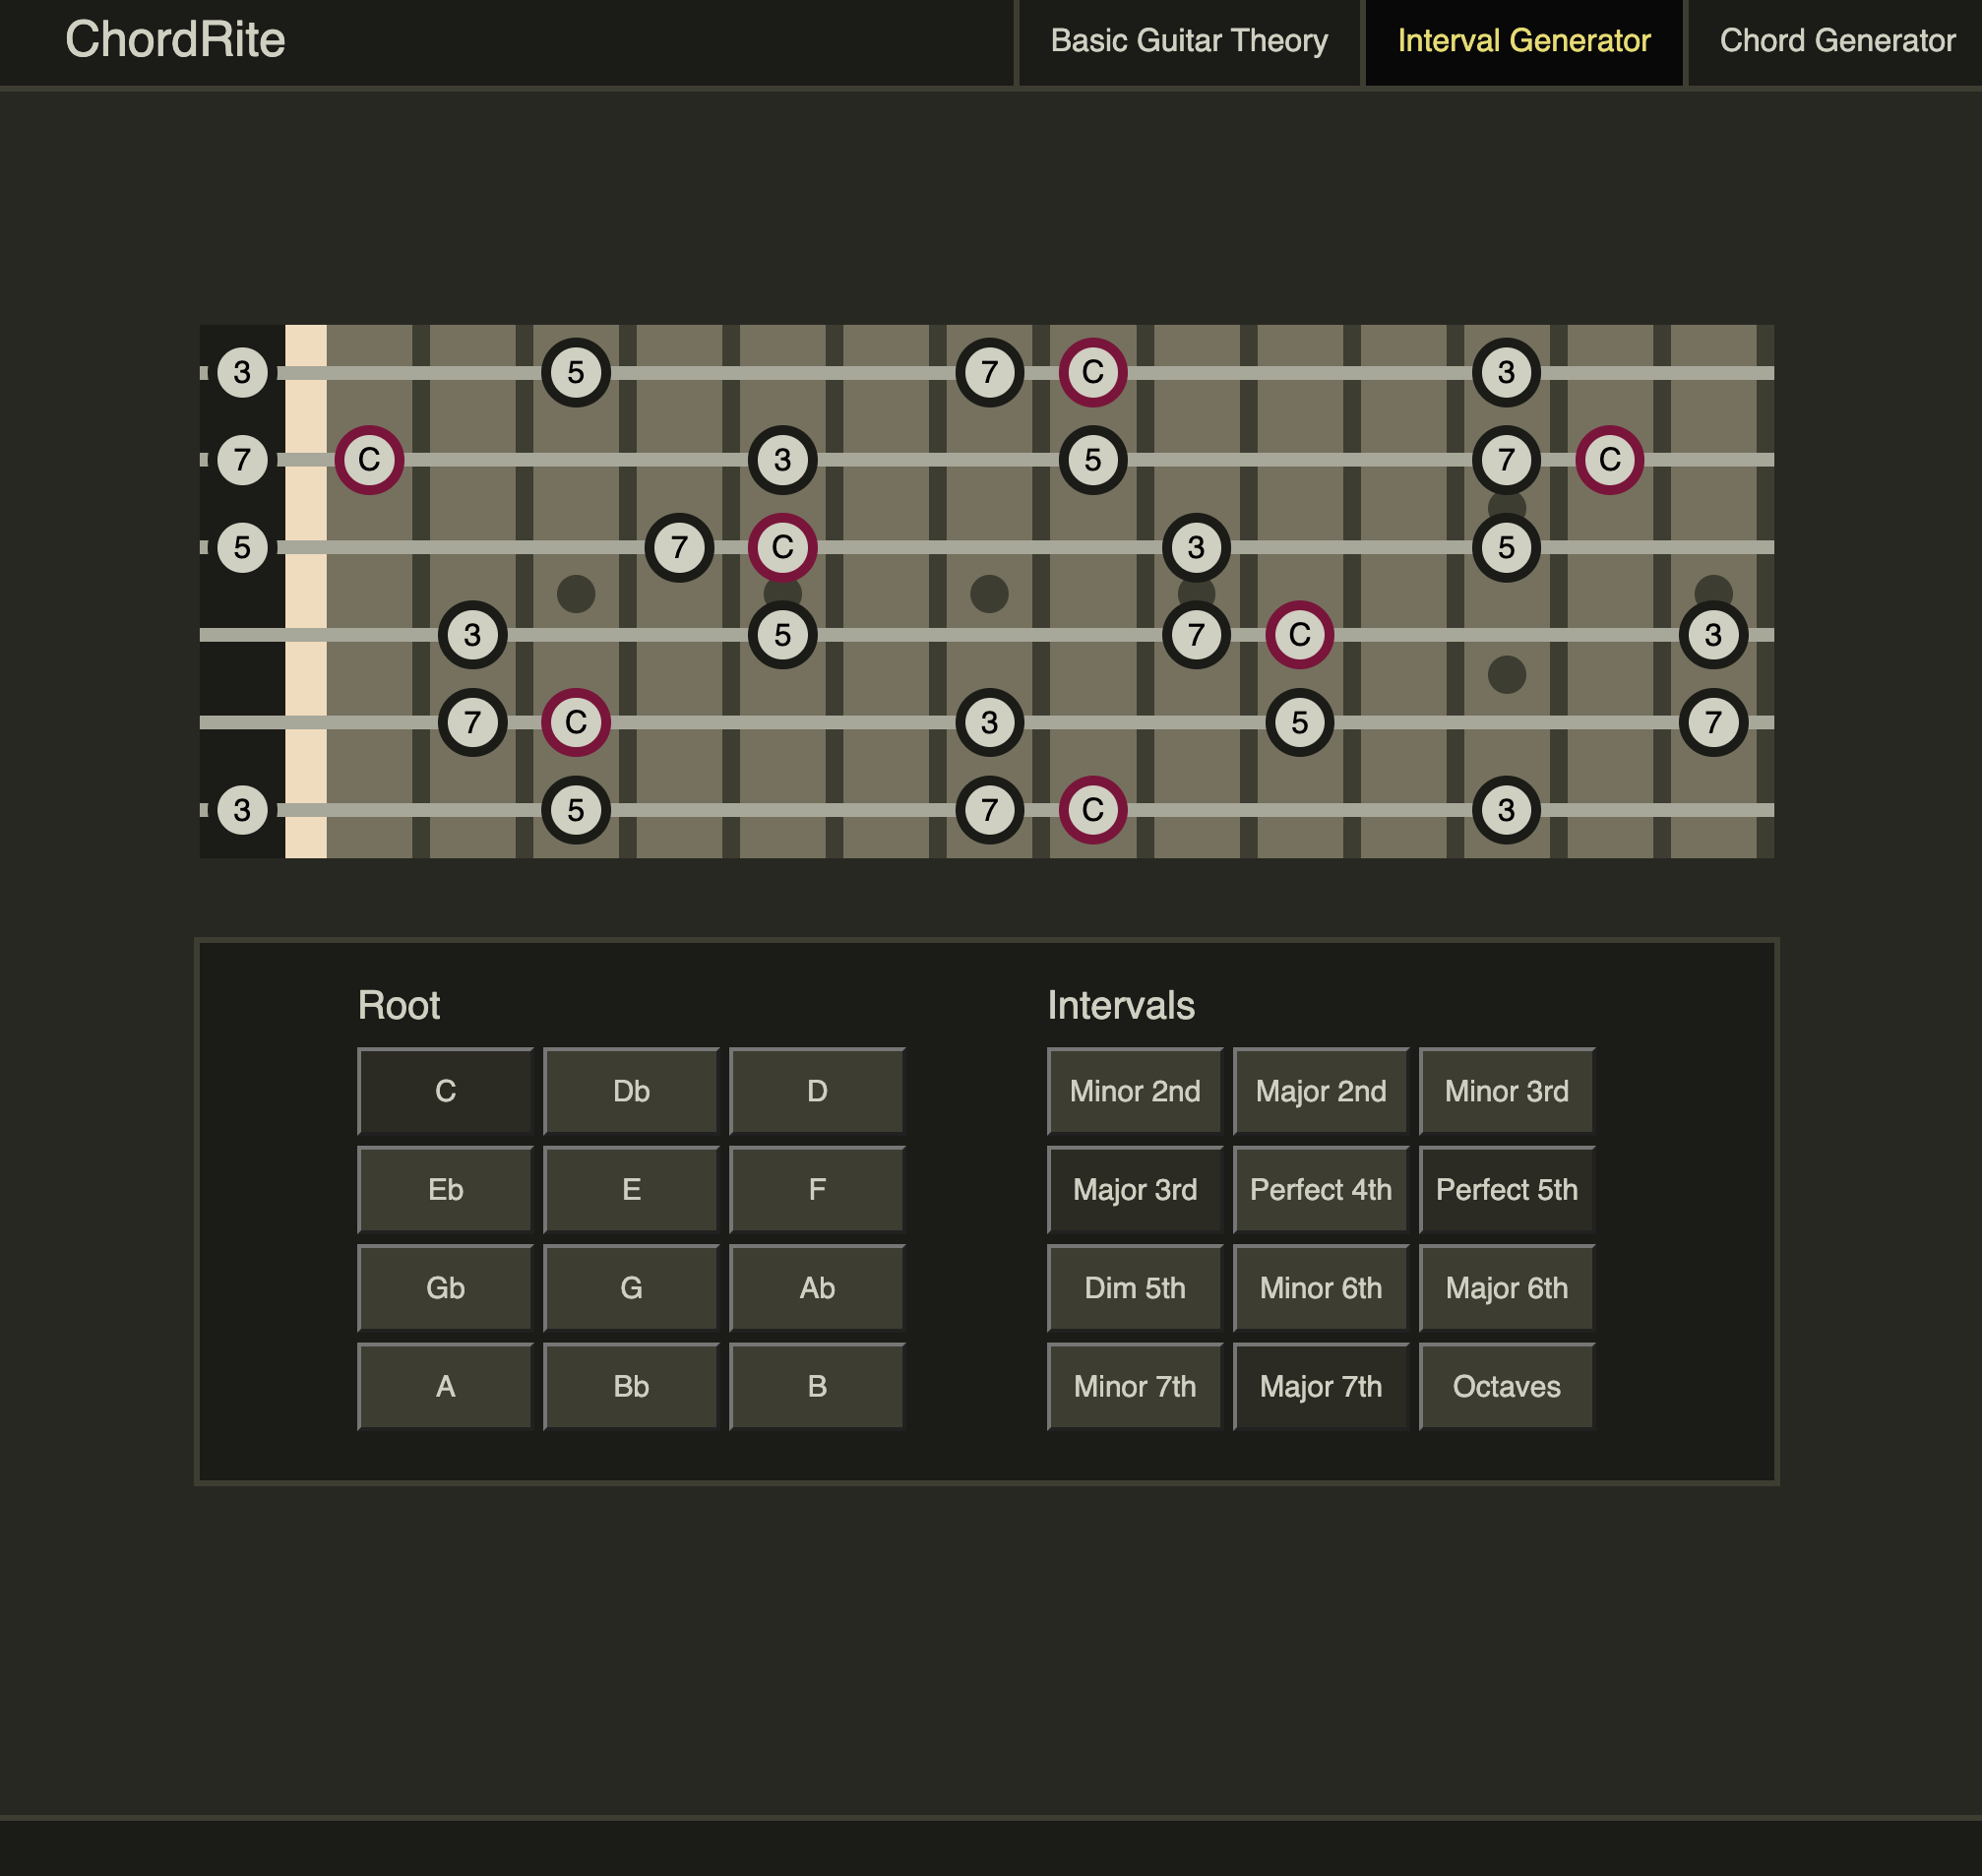 ChordRite Basic Guitar Theory Interval Generator Chord Generator
3 5 7 C 3
7 C 3 5 7 C
5 7 C 3 5
3 5 7 C 3
7 C 3 5 7
3 5 7 C 3
Root
C Db D
Eb E F
Gb G Ab
A Bb B
Intervals
Minor 2nd Major 2nd Minor 3rd
Major 3rd Perfect 4th Perfect 5th
Dim 5th Minor 6th Major 6th
Minor 7th Major 7th Octaves